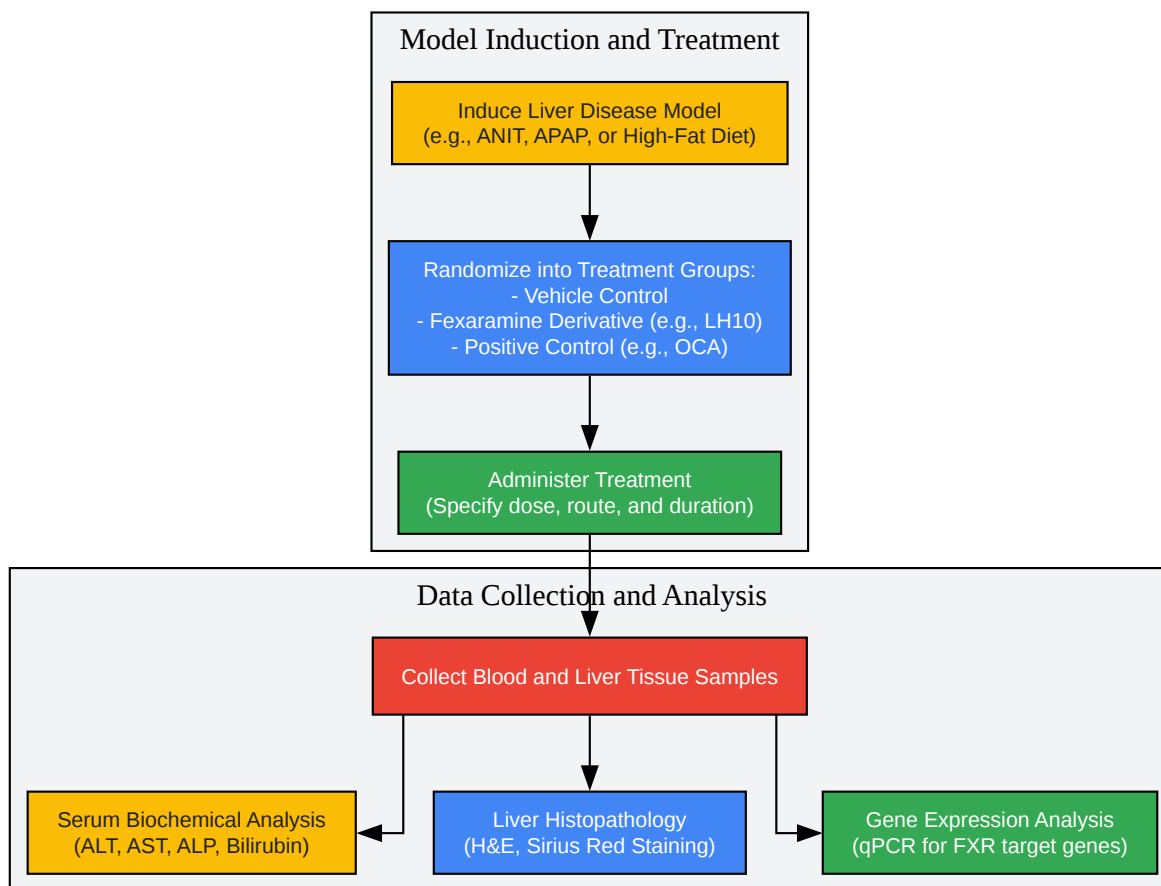 Model Induction and Treatment
Induce Liver Disease Model
(e.g., ANIT, APAP, or High-Fat Diet)
Randomize into Treatment Groups:
- Vehicle Control
- Fexaramine Derivative (e.g., LH10)
- Positive Control (e.g., OCA)
Administer Treatment
(Specify dose, route, and duration)
Data Collection and Analysis
Collect Blood and Liver Tissue Samples
Serum Biochemical Analysis
(ALT, AST, ALP, Bilirubin)
Liver Histopathology
(H&E, Sirius Red Staining)
Gene Expression Analysis
(qPCR for FXR target genes)